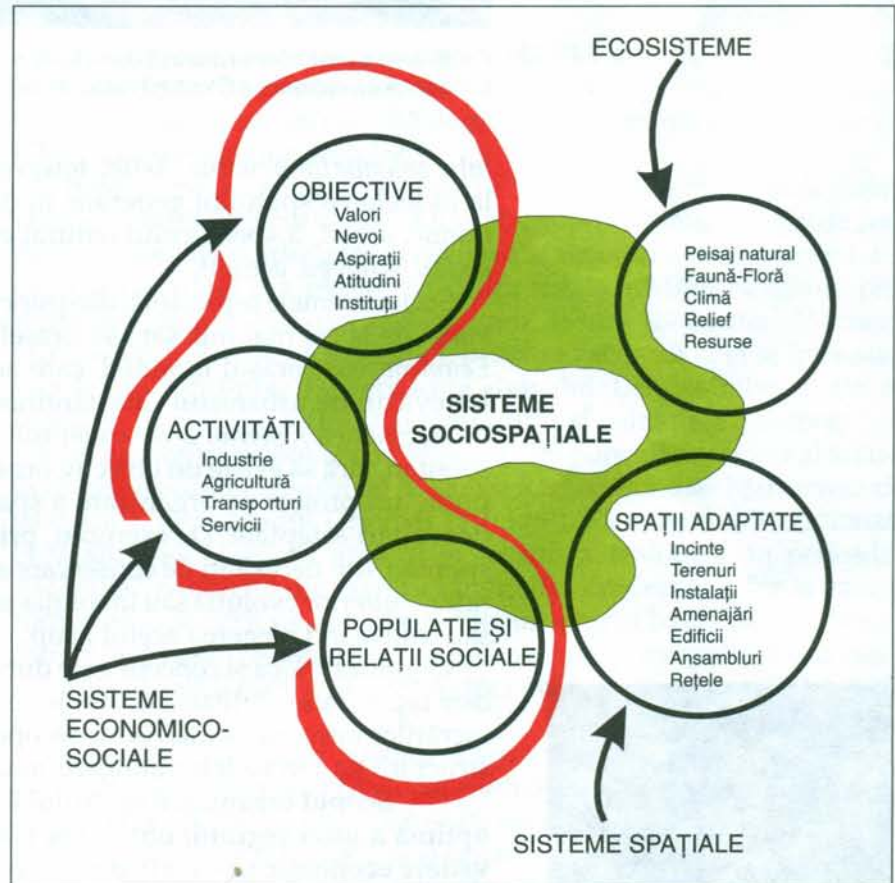 ECOSISTEME
OBIECTIVE
Valori
Nevoi
Aspirații
Atitudini
Instituții
Peisaj natural
Faună-Floră
Climă
Relief
Resurse
SISTEME
SOCIOSPAȚIALE
ACTIVITĂȚI
Industrie
Agricultură
Transporturi
Servicii
SPAȚII ADAPTATE
Incinte
Terenuri
Instalații
Amenajări
Edificii
Ansambluri
Rețele
POPULAȚIE ȘI
RELAȚII SOCIALE
SISTEME
ECONOMICO-
SOCIALE
SISTEME SPAȚIALE